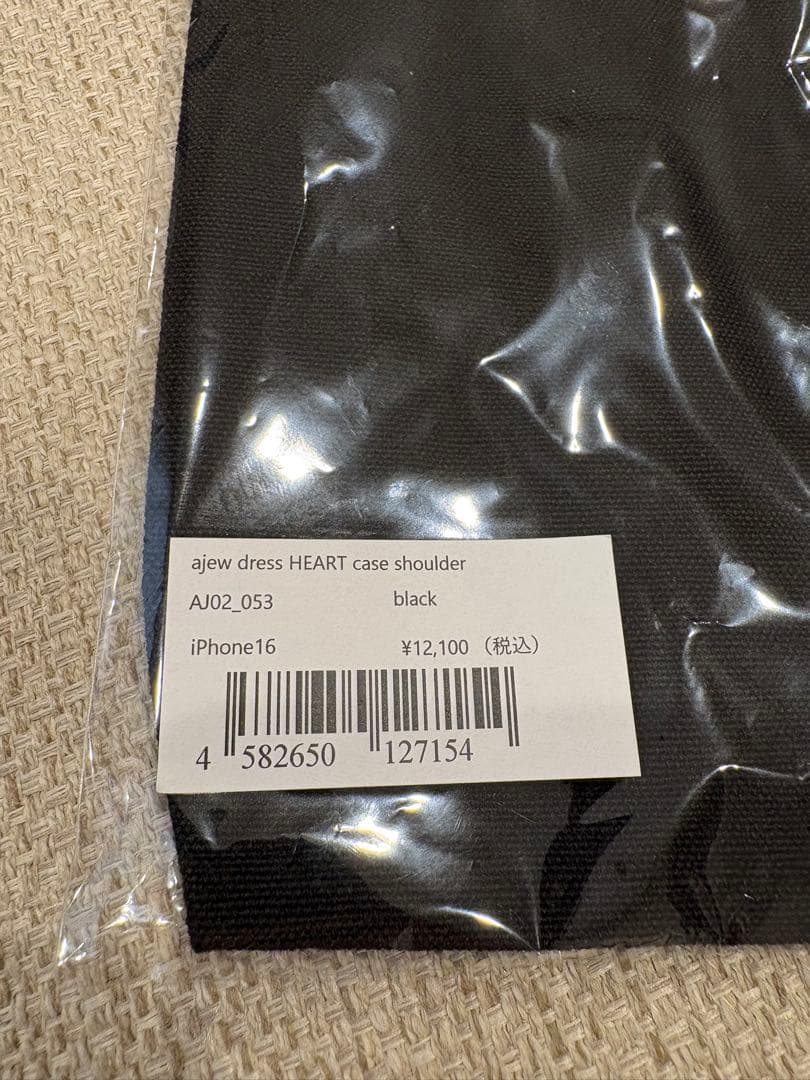 ajew dress HEART case shoulder
AJ02_053 black
iPhone16 ¥12,100（税込）
4 582650 127154